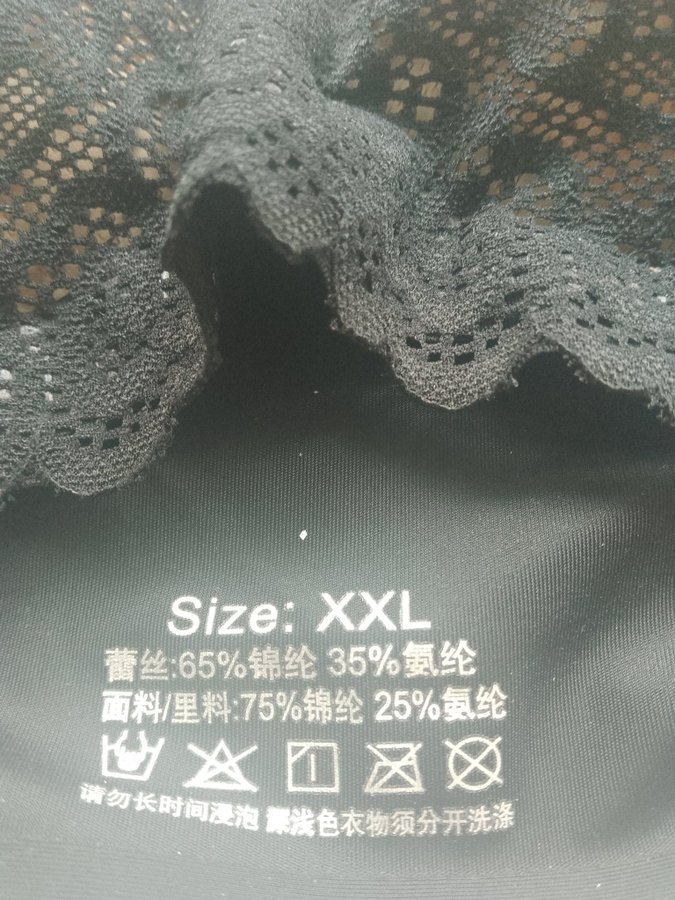 Size: XXL
蕾丝:65%锦纶 35%氨纶
面料/里料:75%锦纶 25%氨纶
请勿长时间浸泡 深浅色衣物须分开洗涤